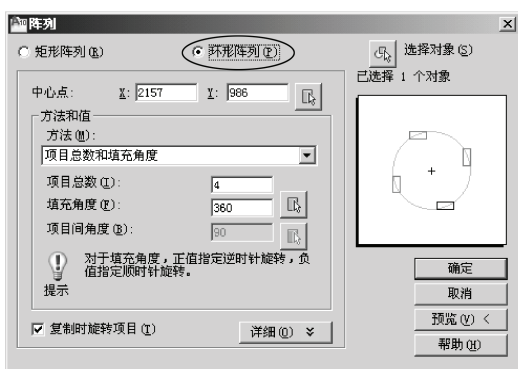 阵列
矩形阵列(R)
环形阵列(P)
选择对象(S)
已选择 1 个对象
中心点: X: 2157 Y: 986
方法和值
方法(M):
项目总数和填充角度
项目总数(I): 4
填充角度(F): 360
项目间角度(B): 90
对于填充角度，正值指定逆时针旋转，负
值指定顺时针旋转。
提示
复制时旋转项目(T)
详细(O)
确定
取消
预览(V) <
帮助(H)